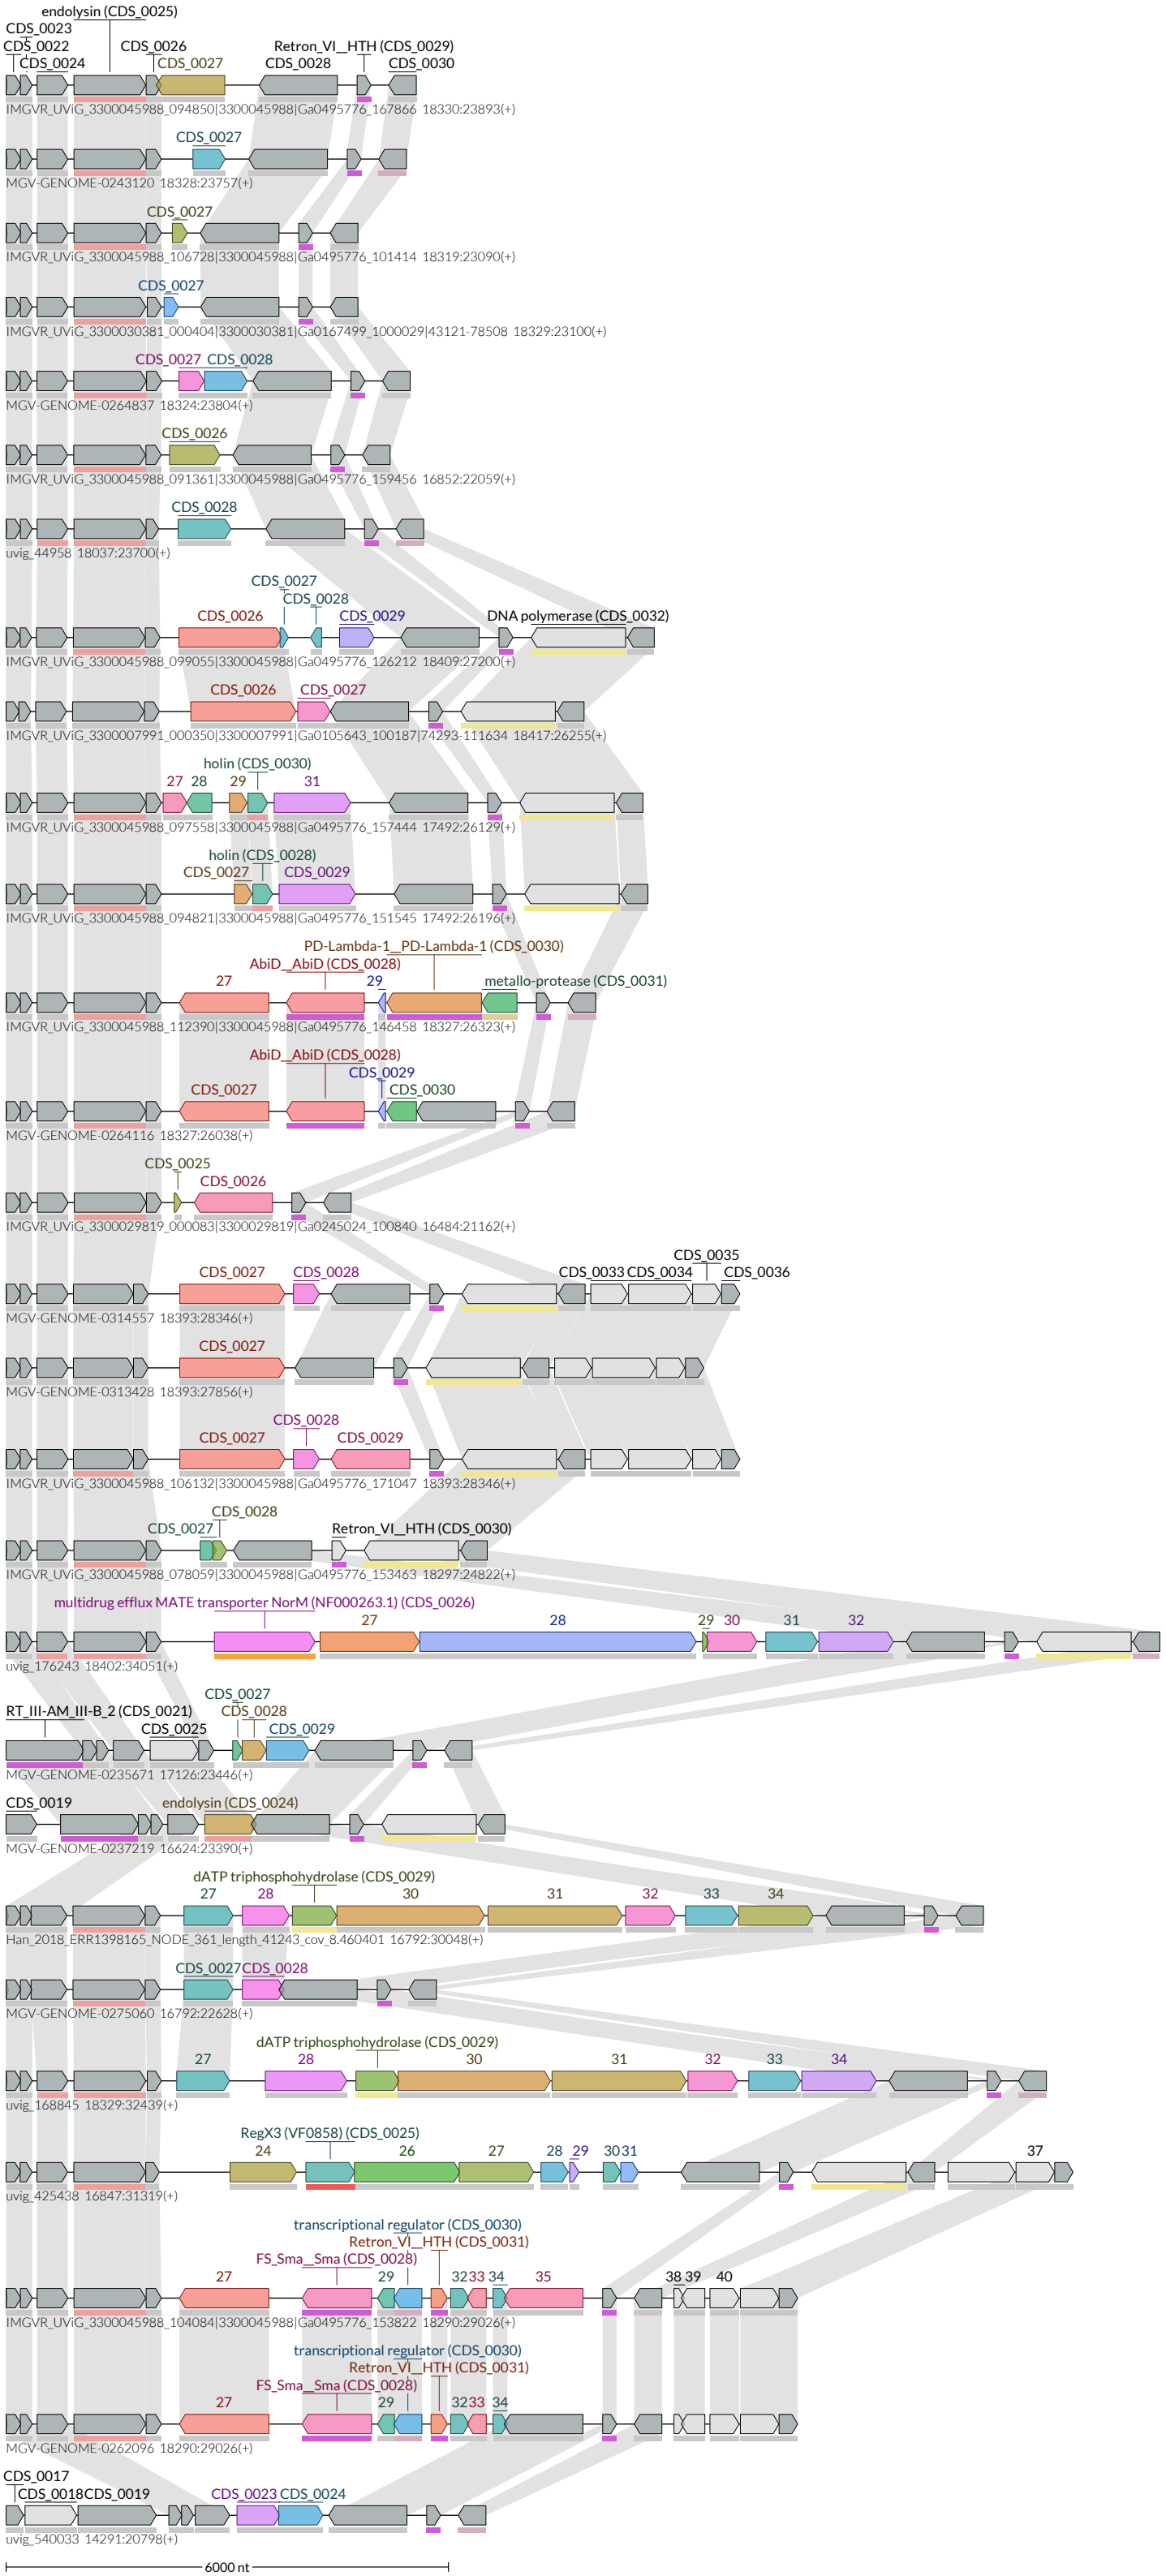 endolysin (CDS_0025)
CDS_0023
CDS_0022 CDS_0026 Retron_VI__HTH (CDS_0029)
CDS_0024 CDS_0027 CDS_0028 CDS_0030
IMGVR_UViG_3300045988_094850|3300045988|Ga0495776_167866 18330:23893(+)
CDS_0027
MGV-GENOME-0243120 18328:23757(+)
CDS_0027
IMGVR_UViG_3300045988_106728|3300045988|Ga0495776_101414 18319:23090(+)
CDS_0027
IMGVR_UViG_3300030381_000404|3300030381|Ga0167499_1000029|43121-78508 18329:23100(+)
CDS_0027 CDS_0028
MGV-GENOME-0264837 18324:23804(+)
CDS_0026
IMGVR_UViG_3300045988_091361|3300045988|Ga0495776_159456 16852:22059(+)
CDS_0028
uvig_44958 18037:23700(+)
CDS_0027
CDS_0028
CDS_0026 CDS_0029 DNA polymerase (CDS_0032)
IMGVR_UViG_3300045988_099055|3300045988|Ga0495776_126212 18409:27200(+)
CDS_0026 CDS_0027
IMGVR_UViG_3300007991_000350|3300007991|Ga0105643_100187|74293-111634 18417:26255(+)
holin (CDS_0030)
27 28 29 31
IMGVR_UViG_3300045988_097558|3300045988|Ga0495776_157444 17492:26129(+)
holin (CDS_0028)
CDS_0027 CDS_0029
IMGVR_UViG_3300045988_094821|3300045988|Ga0495776_151545 17492:26196(+)
PD-Lambda-1__PD-Lambda-1 (CDS_0030)
AbiD__AbiD (CDS_0028)
27 29 metallo-protease (CDS_0031)
IMGVR_UViG_3300045988_112390|3300045988|Ga0495776_146458 18327:26323(+)
AbiD__AbiD (CDS_0028)
CDS_0029
CDS_0027 CDS_0030
MGV-GENOME-0264116 18327:26038(+)
CDS_0025
CDS_0026
IMGVR_UViG_3300029819_000083|3300029819|Ga0245024_100840 16484:21162(+)
CDS_0035
CDS_0027 CDS_0028 CDS_0033 CDS_0034 CDS_0036
MGV-GENOME-0314557 18393:28346(+)
CDS_0027
MGV-GENOME-0313428 18393:27856(+)
CDS_0028
CDS_0027 CDS_0029
IMGVR_UViG_3300045988_106132|3300045988|Ga0495776_171047 18393:28346(+)
CDS_0028
CDS_0027 Retron_VI__HTH (CDS_0030)
IMGVR_UViG_3300045988_078059|3300045988|Ga0495776_153463 18297:24822(+)
multidrug efflux MATE transporter NorM (NF000263.1) (CDS_0026)
27 28 29 30 31 32
uvig_176243 18402:34051(+)
CDS_0027
RT_III-AM_III-B_2 (CDS_0021) CDS_0028
CDS_0025 CDS_0029
MGV-GENOME-0235671 17126:23446(+)
CDS_0019 endolysin (CDS_0024)
MGV-GENOME-0237219 16624:23390(+)
dATP triphosphohydrolase (CDS_0029)
27 28 30 31 32 33 34
Han_2018_ERR1398165_NODE_361_length_41243_cov_8.460401 16792:30048(+)
CDS_0027 CDS_0028
MGV-GENOME-0275060 16792:22628(+)
dATP triphosphohydrolase (CDS_0029)
27 28 30 31 32 33 34
uvig_168845 18329:32439(+)
RegX3 (VF0858) (CDS_0025)
24 26 27 28 29 30 31 37
uvig_425438 16847:31319(+)
transcriptional regulator (CDS_0030)
Retron_VI__HTH (CDS_0031)
FS_Sma__Sma (CDS_0028)
27 29 32 33 34 35 38 39 40
IMGVR_UViG_3300045988_104084|3300045988|Ga0495776_153822 18290:29026(+)
transcriptional regulator (CDS_0030)
Retron_VI__HTH (CDS_0031)
FS_Sma__Sma (CDS_0028)
27 29 32 33 34
MGV-GENOME-0262096 18290:29026(+)
CDS_0017
CDS_0018 CDS_0019 CDS_0023 CDS_0024
uvig_540033 14291:20798(+)
6000 nt